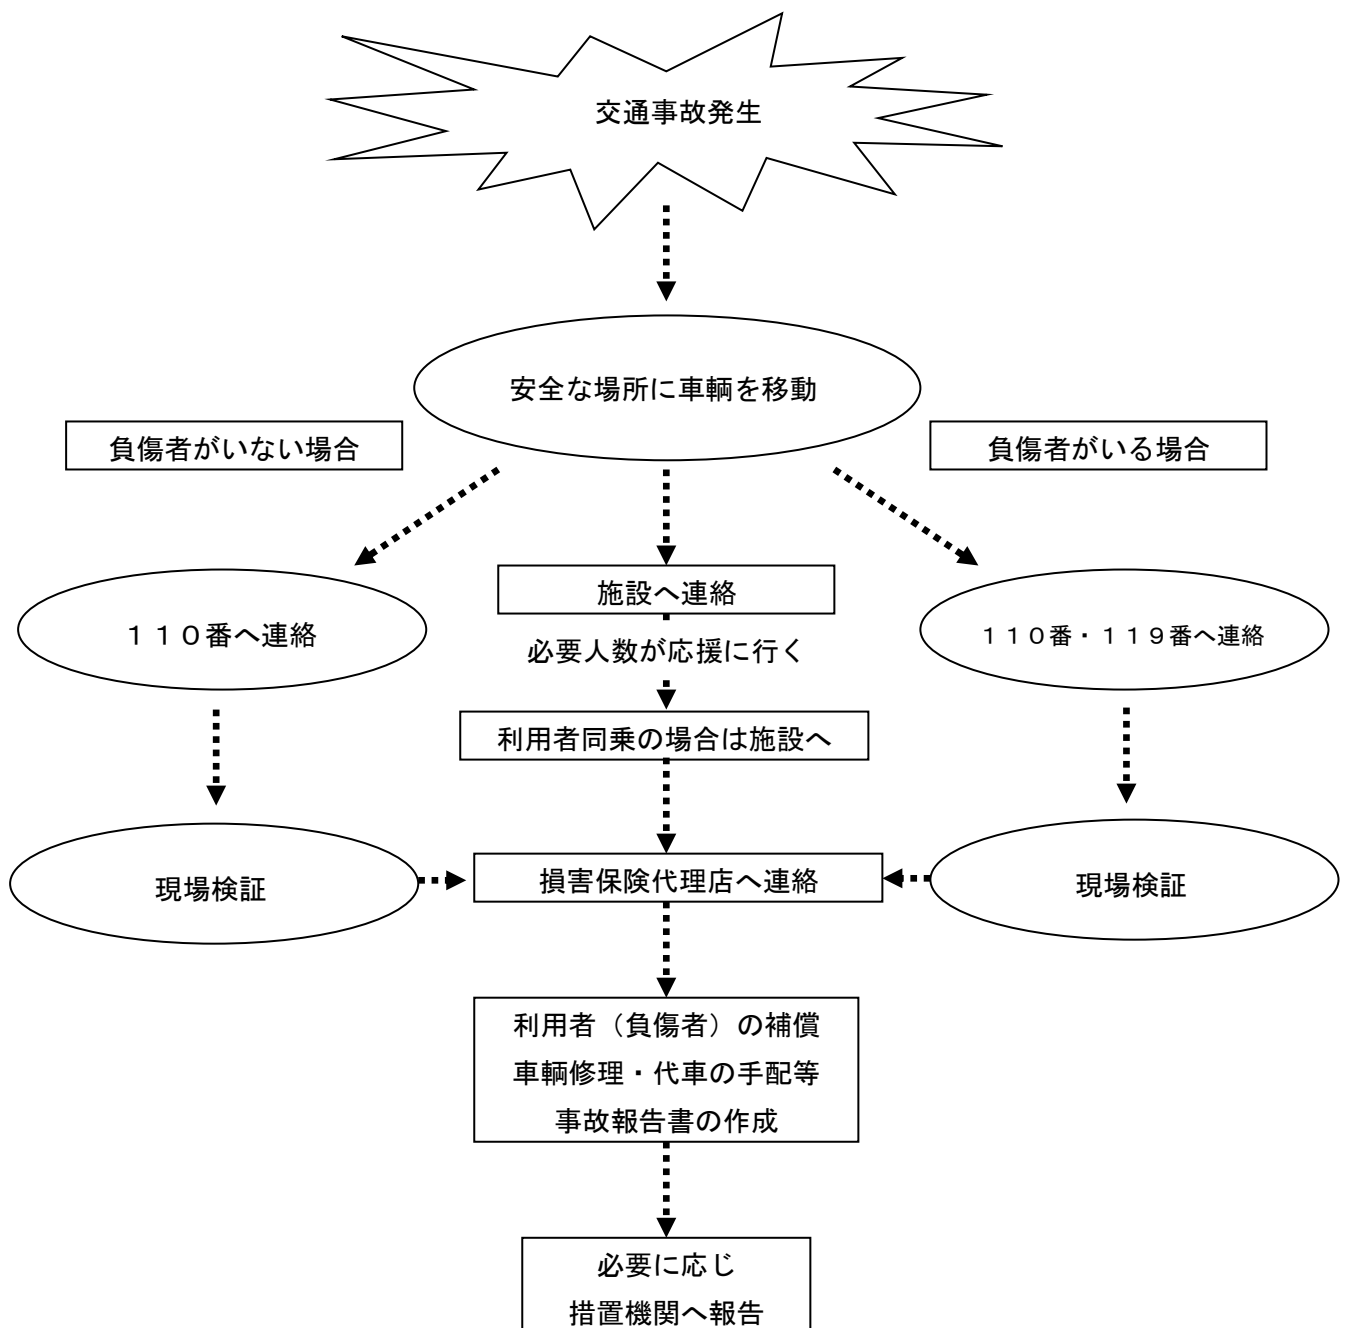 交通事故発生
安全な場所に車輌を移動
負傷者がいない場合
負傷者がいる場合
施設へ連絡
１１０番へ連絡
１１０番・１１９番へ連絡
必要人数が応援に行く
利用者同乗の場合は施設へ
現場検証
損害保険代理店へ連絡
現場検証
利用者（負傷者）の補償
車輌修理・代車の手配等
事故報告書の作成
必要に応じ
措置機関へ報告